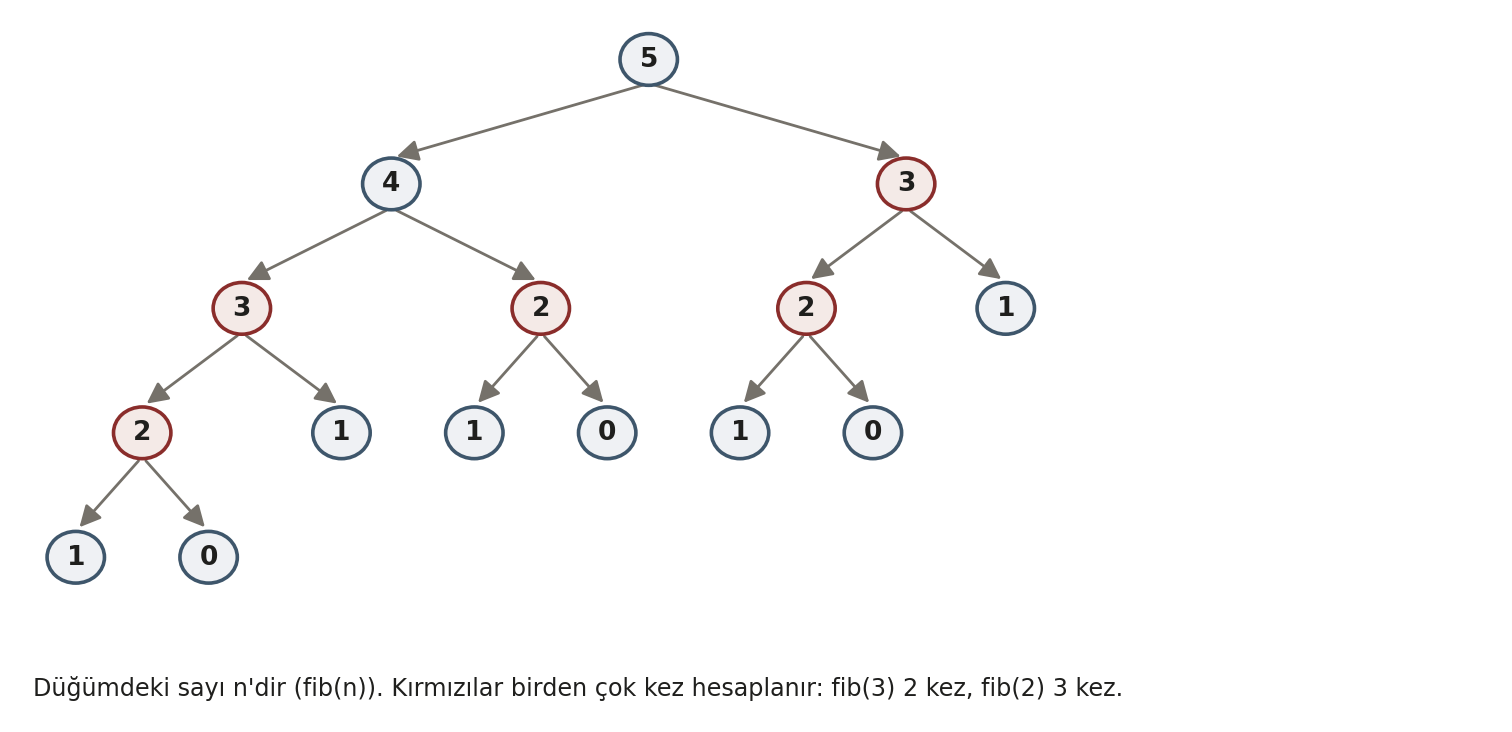 5
4 3
3 2 2 1
2 1 1 0 1 0
1 0
Düğümdeki sayı n'dir (fib(n)). Kırmızılar birden çok kez hesaplanır: fib(3) 2 kez, fib(2) 3 kez.